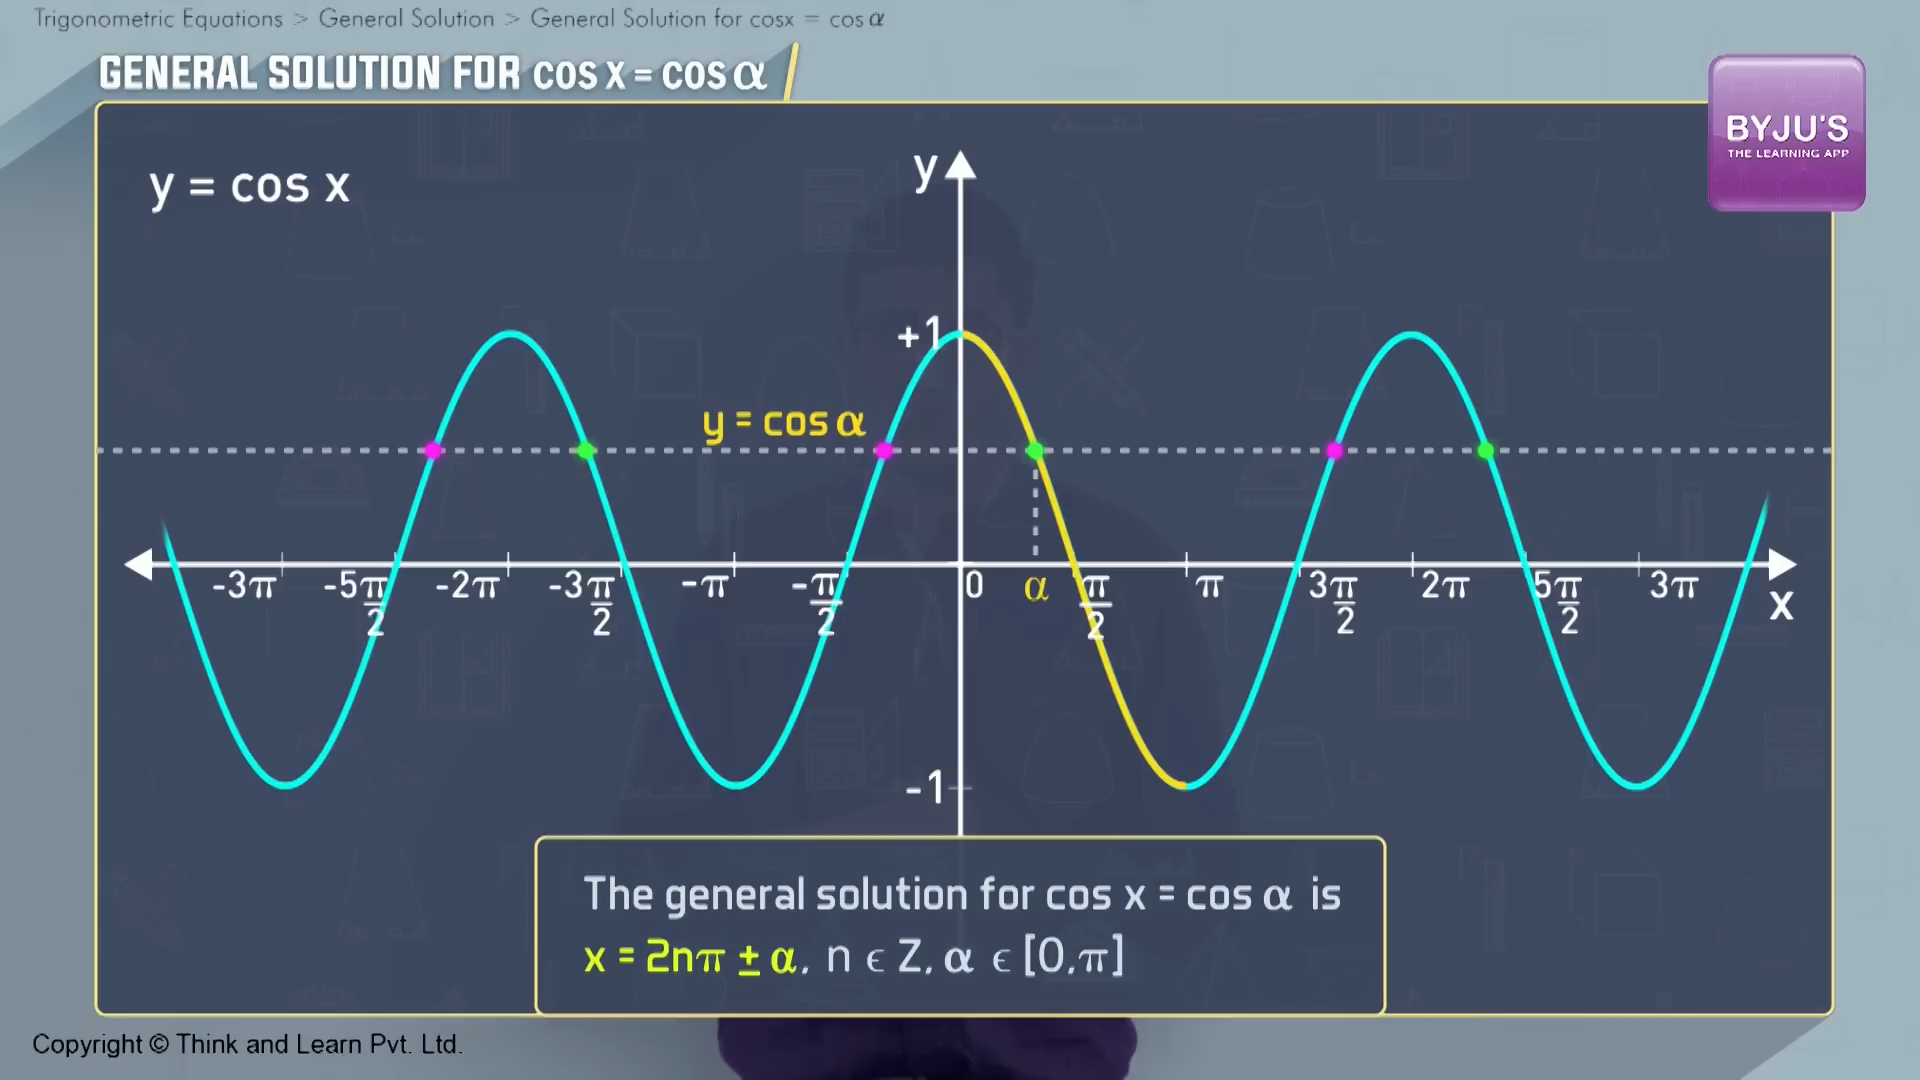 Trigonometric Equations > General Solution > General Solution for cosx = cos α
GENERAL SOLUTION FOR COS X = COS α
BYJU'S
THE LEARNING APP
y = cos x
y
+1
y = cos α
-3π -5π/2 -2π -3π/2 -π -π/2 0 α π/2 π 3π/2 2π 5π/2 3π
x
-1
The general solution for cos x = cos α is
x = 2nπ ± α, n ϵ Z, α ϵ [0,π]
Copyright © Think and Learn Pvt. Ltd.